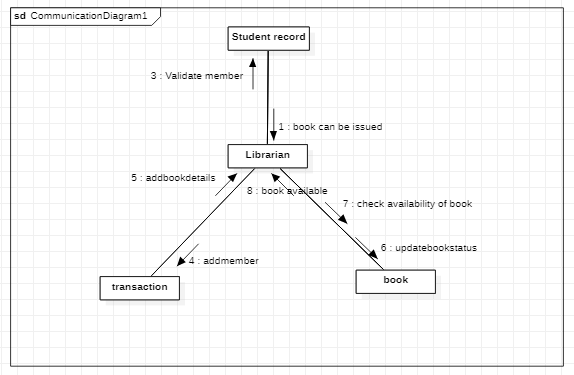 sd CommunicationDiagram1
Student record
3 : Validate member
1 : book can be issued
Librarian
5 : addbookdetails
8 : book available
7 : check availability of book
6 : updatebookstatus
4 : addmember
transaction
book